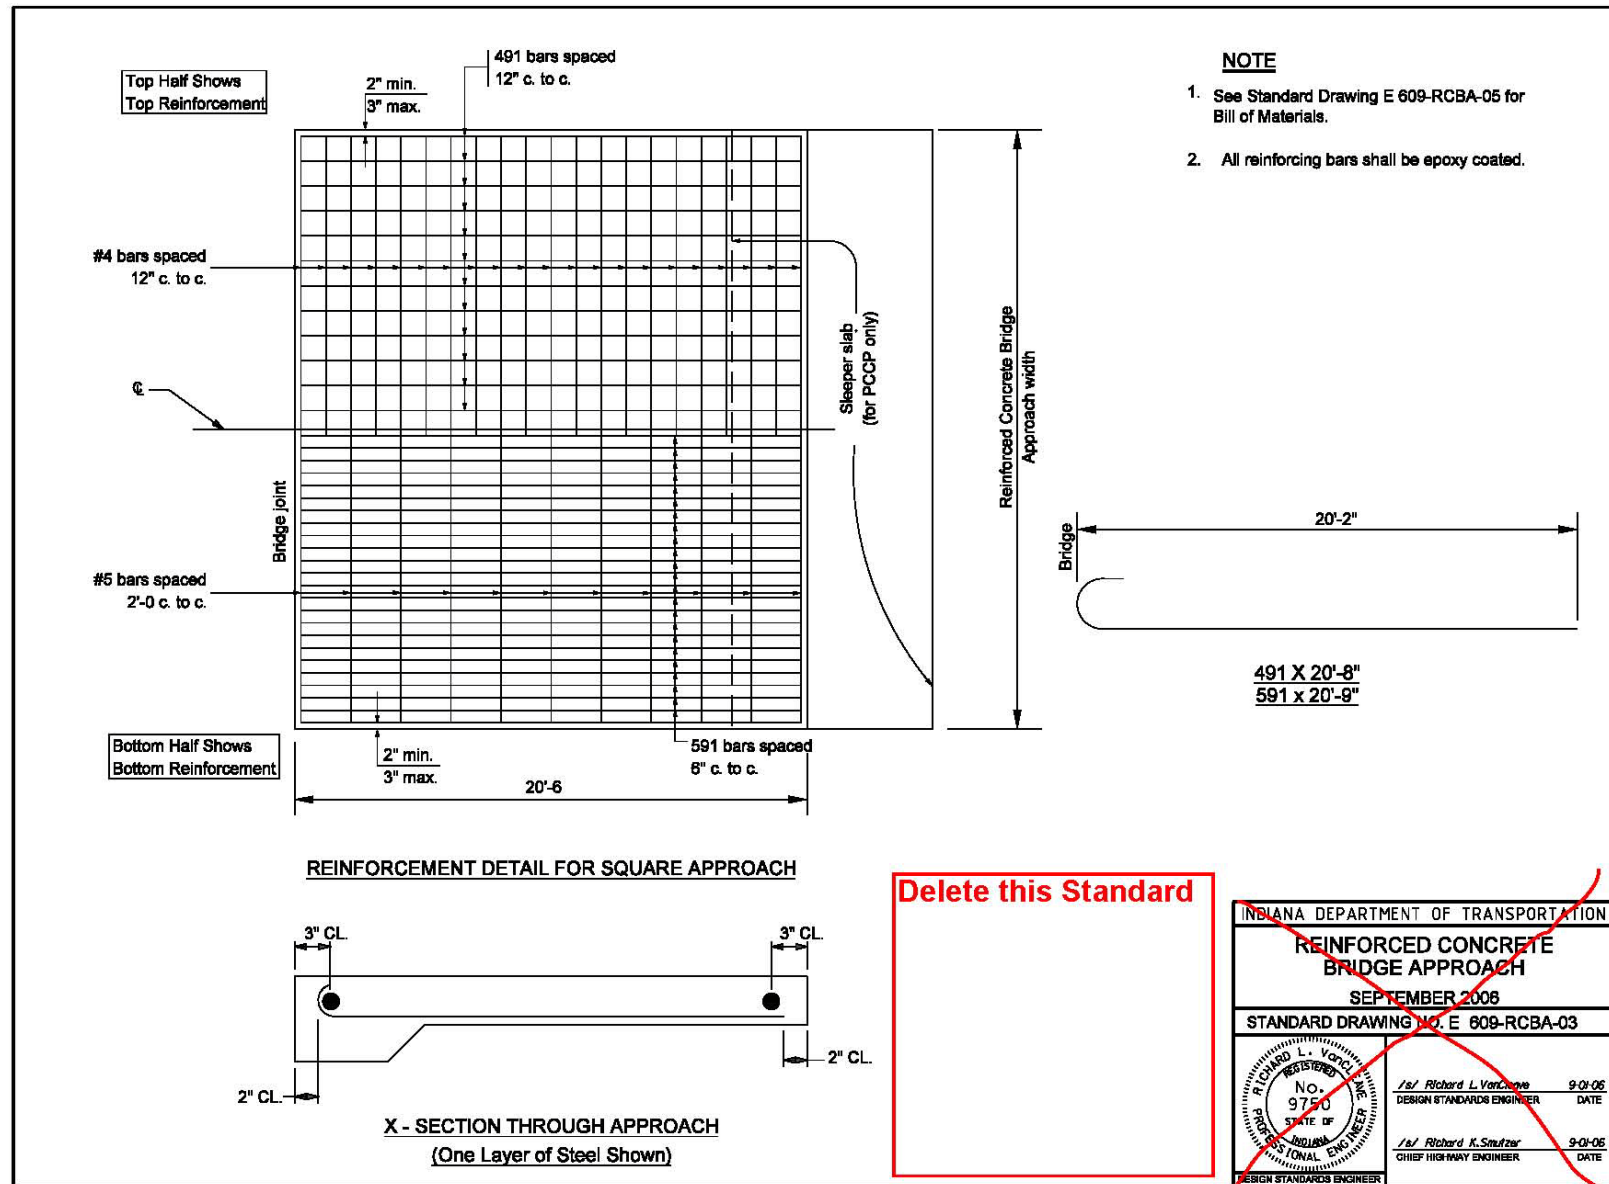 Top Half Shows
Top Reinforcement
2" min.
3" max.
491 bars spaced
12" c. to c.
NOTE
1. See Standard Drawing E 609-RCBA-05 for
Bill of Materials.
2. All reinforcing bars shall be epoxy coated.
#4 bars spaced
12" c. to c.
℄
Sleeper slab
(for PCCP only)
Reinforced Concrete Bridge
Approach width
Bridge joint
#5 bars spaced
2'-0 c. to c.
Bridge
20'-2"
491 X 20'-8"
591 x 20'-9"
Bottom Half Shows
Bottom Reinforcement
2" min.
3" max.
591 bars spaced
6" c. to c.
20'-6
REINFORCEMENT DETAIL FOR SQUARE APPROACH
3" CL.
3" CL.
2" CL.
2" CL.
X - SECTION THROUGH APPROACH
(One Layer of Steel Shown)
Delete this Standard
INDIANA DEPARTMENT OF TRANSPORTATION
REINFORCED CONCRETE
BRIDGE APPROACH
SEPTEMBER 2006
STANDARD DRAWING NO. E 609-RCBA-03
RICHARD L. VANCLEAVE
REGISTERED
No.
9750
STATE OF
INDIANA
PROFESSIONAL ENGINEER
/s/ Richard L. VanCleave 9-01-06
DESIGN STANDARDS ENGINEER DATE
/s/ Richard K. Smutzer 9-01-06
CHIEF HIGHWAY ENGINEER DATE
DESIGN STANDARDS ENGINEER